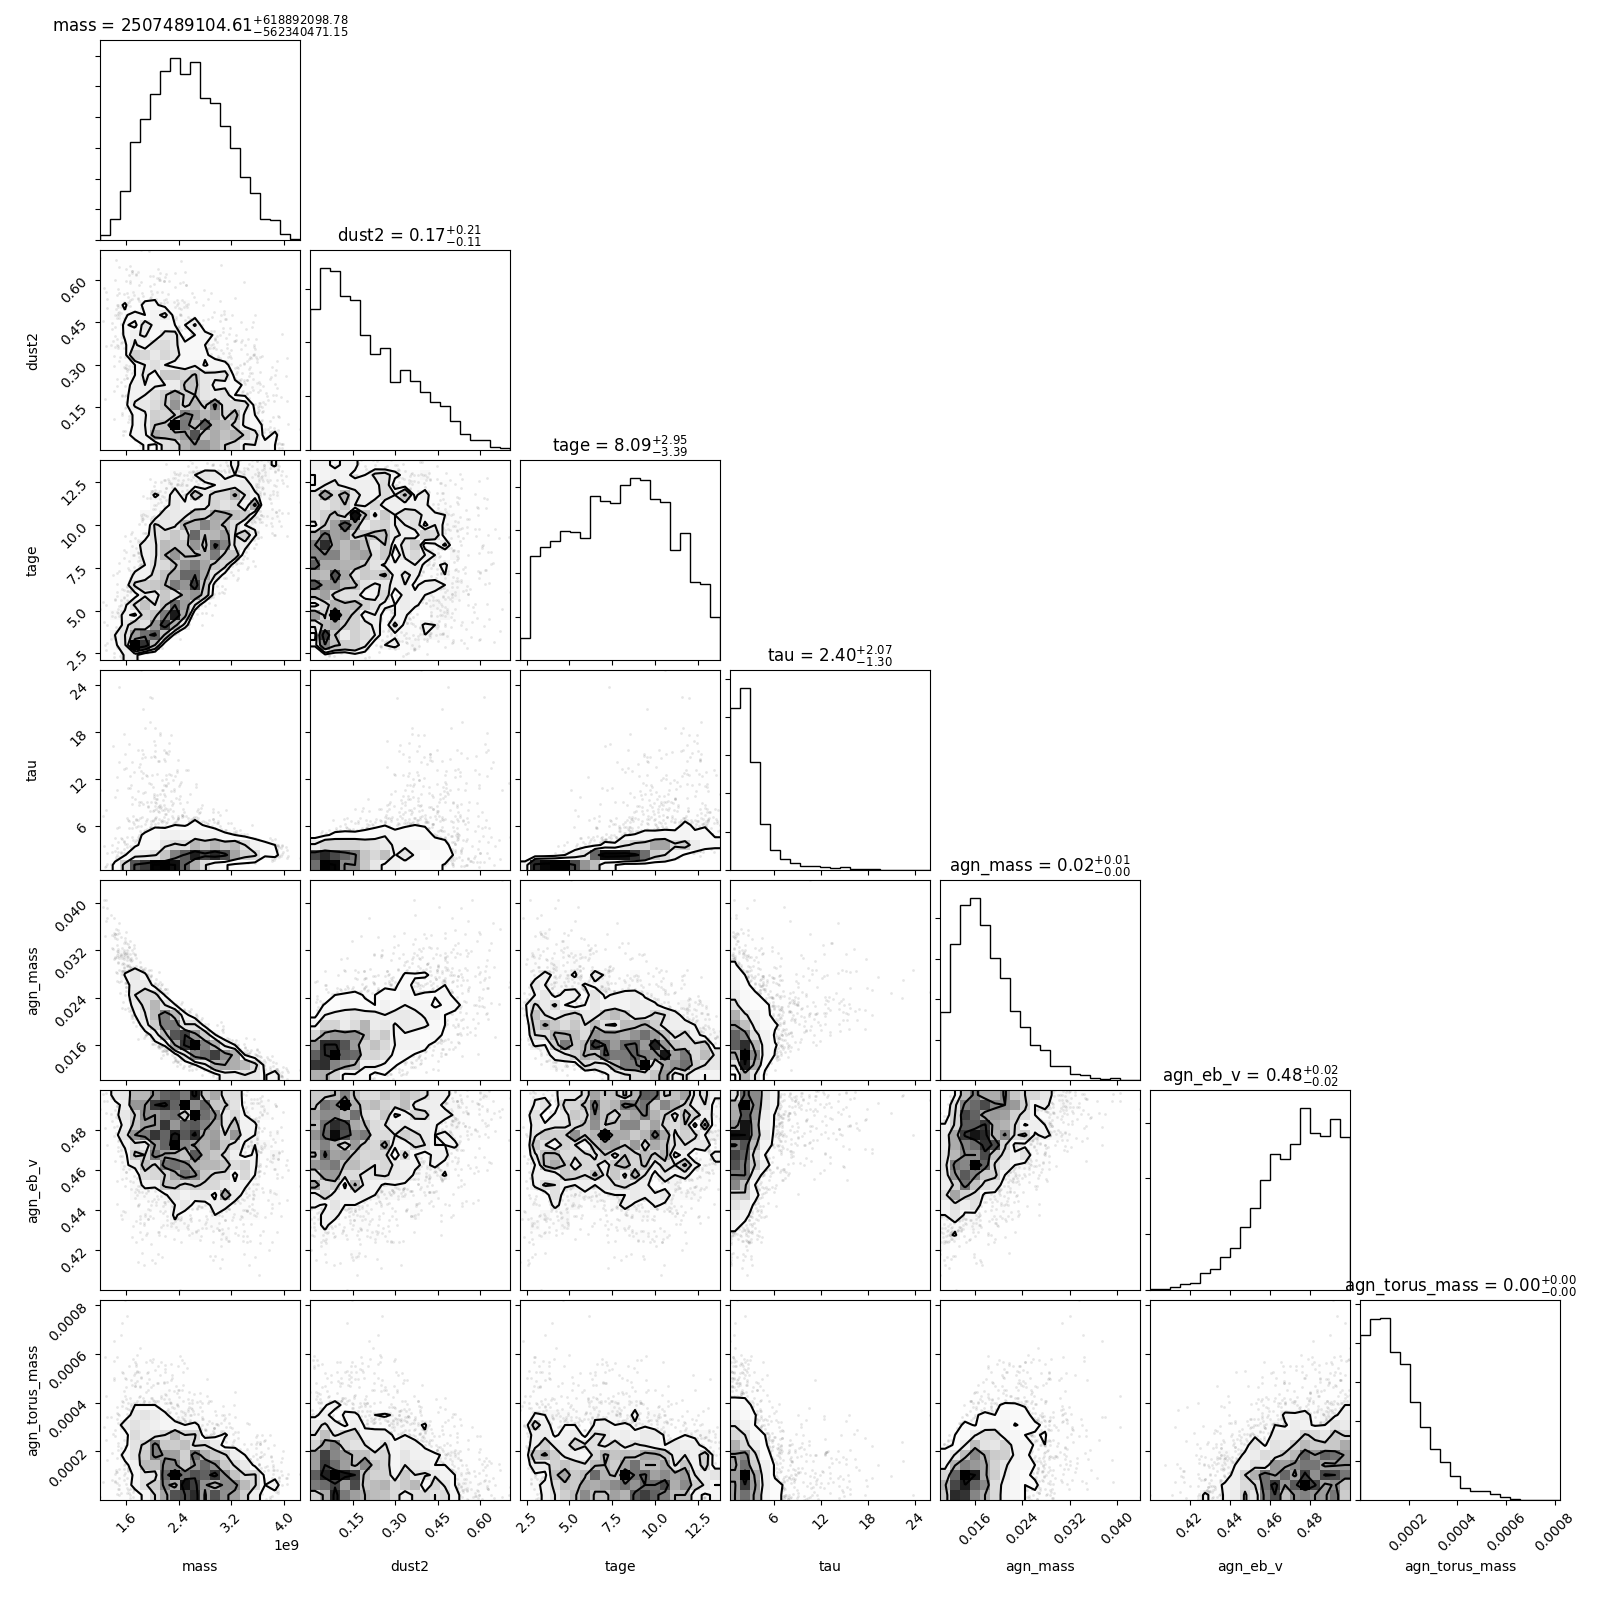 mass = 2507489104.61 +618892098.78 −562340471.15
dust2 = 0.17 +0.21 −0.11
dust2
0.60
0.45
0.30
0.15
tage = 8.09 +2.95 −3.39
tage
12.5
10.0
7.5
5.0
2.5
tau = 2.40 +2.07 −1.30
tau
24
18
12
6
agn_mass = 0.02 +0.01 −0.00
agn_mass
0.040
0.032
0.024
0.016
agn_eb_v = 0.48 +0.02 −0.02
agn_eb_v
0.48
0.46
0.44
0.42
agn_torus_mass = 0.00 +0.00 −0.00
agn_torus_mass
0.0008
0.0006
0.0004
0.0002
1.6 2.4 3.2 4.0 0.15 0.30 0.45 0.60 2.5 5.0 7.5 10.0 12.5 6 12 18 24 0.016 0.024 0.032 0.040 0.42 0.44 0.46 0.48 0.0002 0.0004 0.0006 0.0008
1e9
mass dust2 tage tau agn_mass agn_eb_v agn_torus_mass